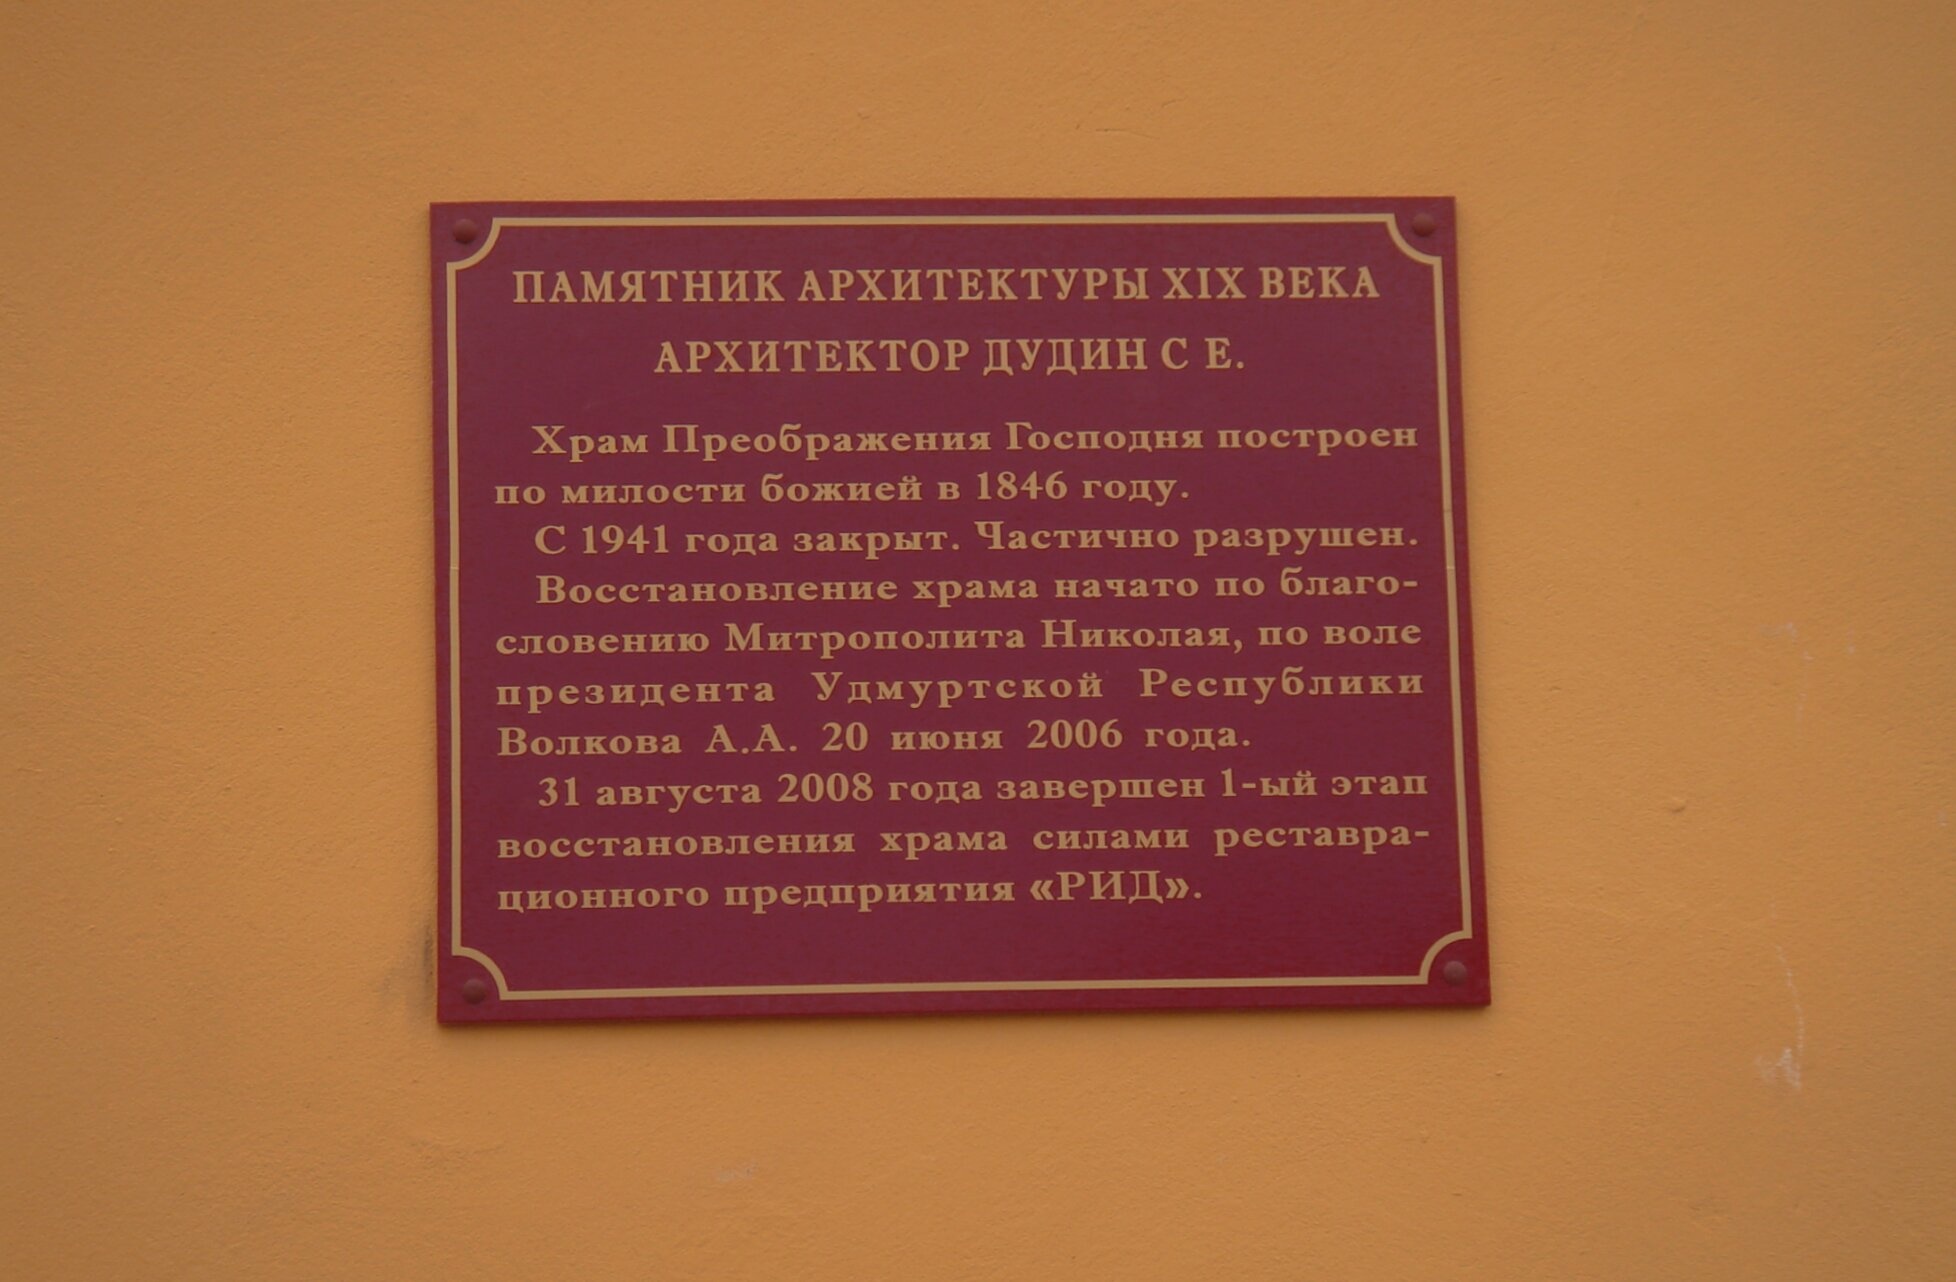 ПАМЯТНИК АРХИТЕКТУРЫ XIX ВЕКА
АРХИТЕКТОР ДУДИН С Е.
Храм Преображения Господня построен
по милости божией в 1846 году.
С 1941 года закрыт. Частично разрушен.
Восстановление храма начато по благо-
словению Митрополита Николая, по воле
президента Удмуртской Республики
Волкова А.А. 20 июня 2006 года.
31 августа 2008 года завершен 1-ый этап
восстановления храма силами реставра-
ционного предприятия «РИД».